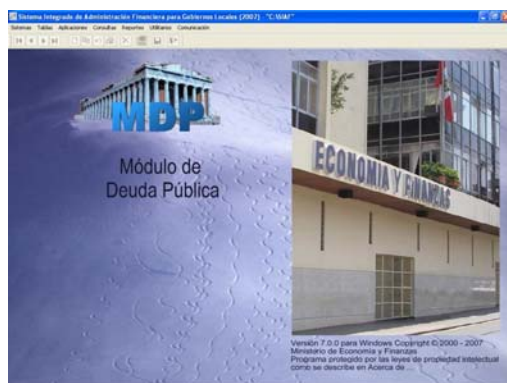 Sistema Integrado de Administración Financiera para Gobiernos Locales (2007) - "C:\SIAF"
Sistemas Tablas Aplicaciones Consultas Reportes Utilitarios Comunicación
MDP
Módulo de
Deuda Pública
ECONOMIA Y FINANZAS
Versión 7.0.0 para Windows Copyright © 2000 - 2007
Ministerio de Economía y Finanzas
Programa protegido por las leyes de propiedad intelectual
como se describe en Acerca de ...